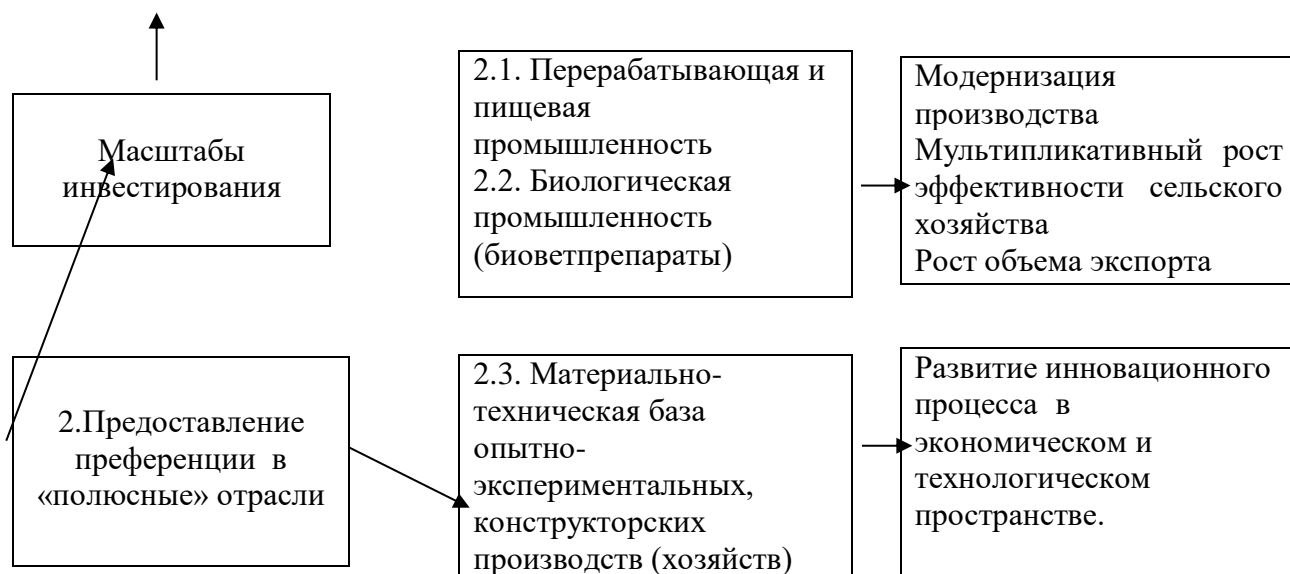 Масштабы
инвестирования
2.1. Перерабатывающая и
пищевая
промышленность
2.2. Биологическая
промышленность
(биоветпрепараты)
Модернизация
производства
Мультипликативный рост
эффективности сельского
хозяйства
Рост объема экспорта
2.Предоставление
преференции в
«полюсные» отрасли
2.3. Материально-
техническая база
опытно-
экспериментальных,
конструкторских
производств (хозяйств)
Развитие инновационного
процесса в
экономическом и
технологическом
пространстве.